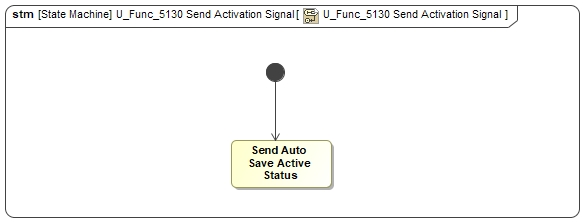 stm [State Machine] U_Func_5130 Send Activation Signal[ U_Func_5130 Send Activation Signal ]
Send Auto
Save Active
Status